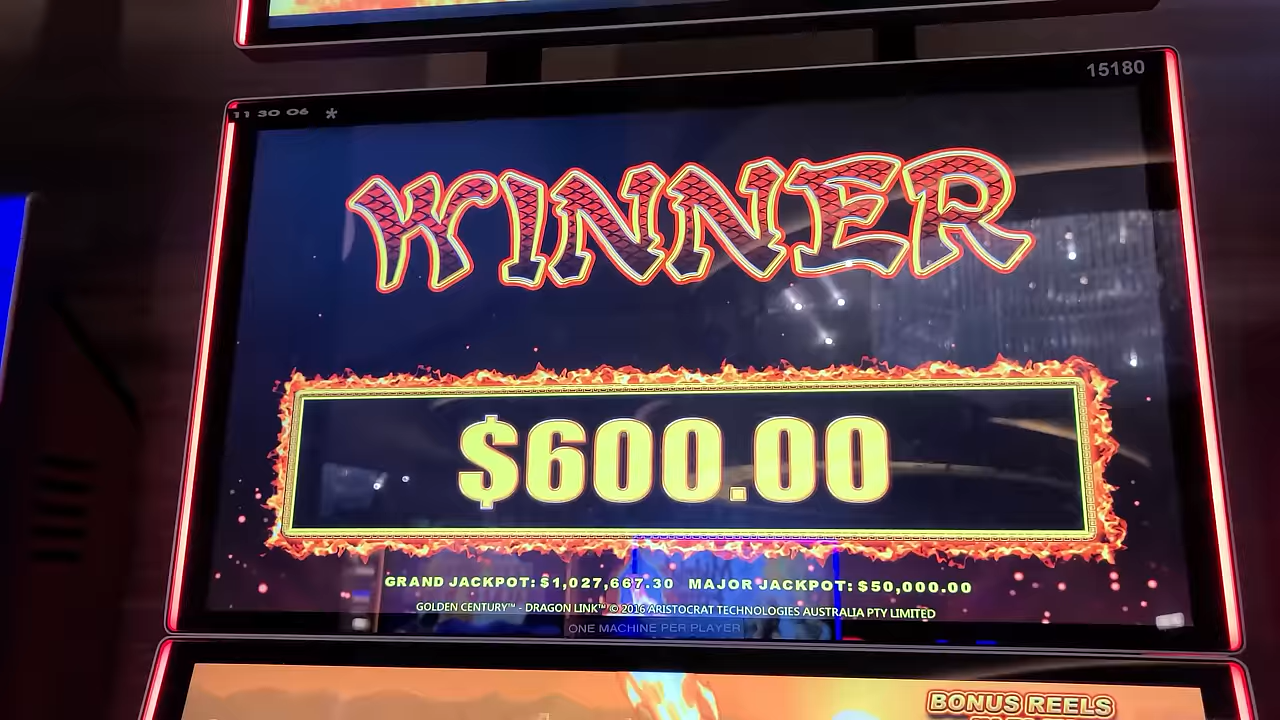 15180
11 30 06 *
WINNER
$600.00
GRAND JACKPOT: $1,027,667.30 MAJOR JACKPOT: $50,000.00
GOLDEN CENTURY™ - DRAGON LINK™ © 2016 ARISTOCRAT TECHNOLOGIES AUSTRALIA PTY LIMITED
ONE MACHINE PER PLAYER
BONUS REELS